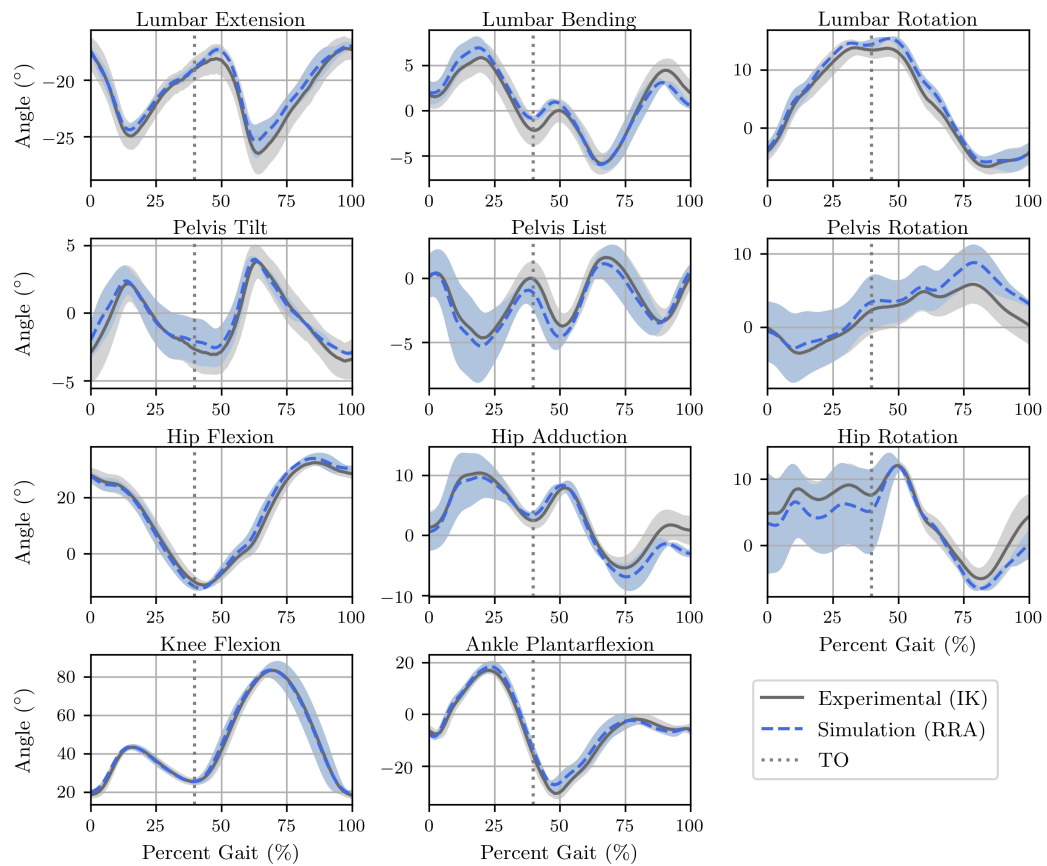 Lumbar Extension
Lumbar Bending
Lumbar Rotation
Angle (°)
−20
−25
0 25 50 75 100
5
0
−5
0 25 50 75 100
10
0
0 25 50 75 100
Pelvis Tilt
Pelvis List
Pelvis Rotation
Angle (°)
5
0
−5
0 25 50 75 100
0
−5
0 25 50 75 100
10
0
0 25 50 75 100
Hip Flexion
Hip Adduction
Hip Rotation
Angle (°)
20
0
0 25 50 75 100
10
0
−10
0 25 50 75 100
10
0
0 25 50 75 100
Percent Gait (%)
Knee Flexion
Ankle Plantarflexion
Angle (°)
80
60
40
20
0 25 50 75 100
Percent Gait (%)
20
0
−20
0 25 50 75 100
Percent Gait (%)
Experimental (IK)
Simulation (RRA)
TO